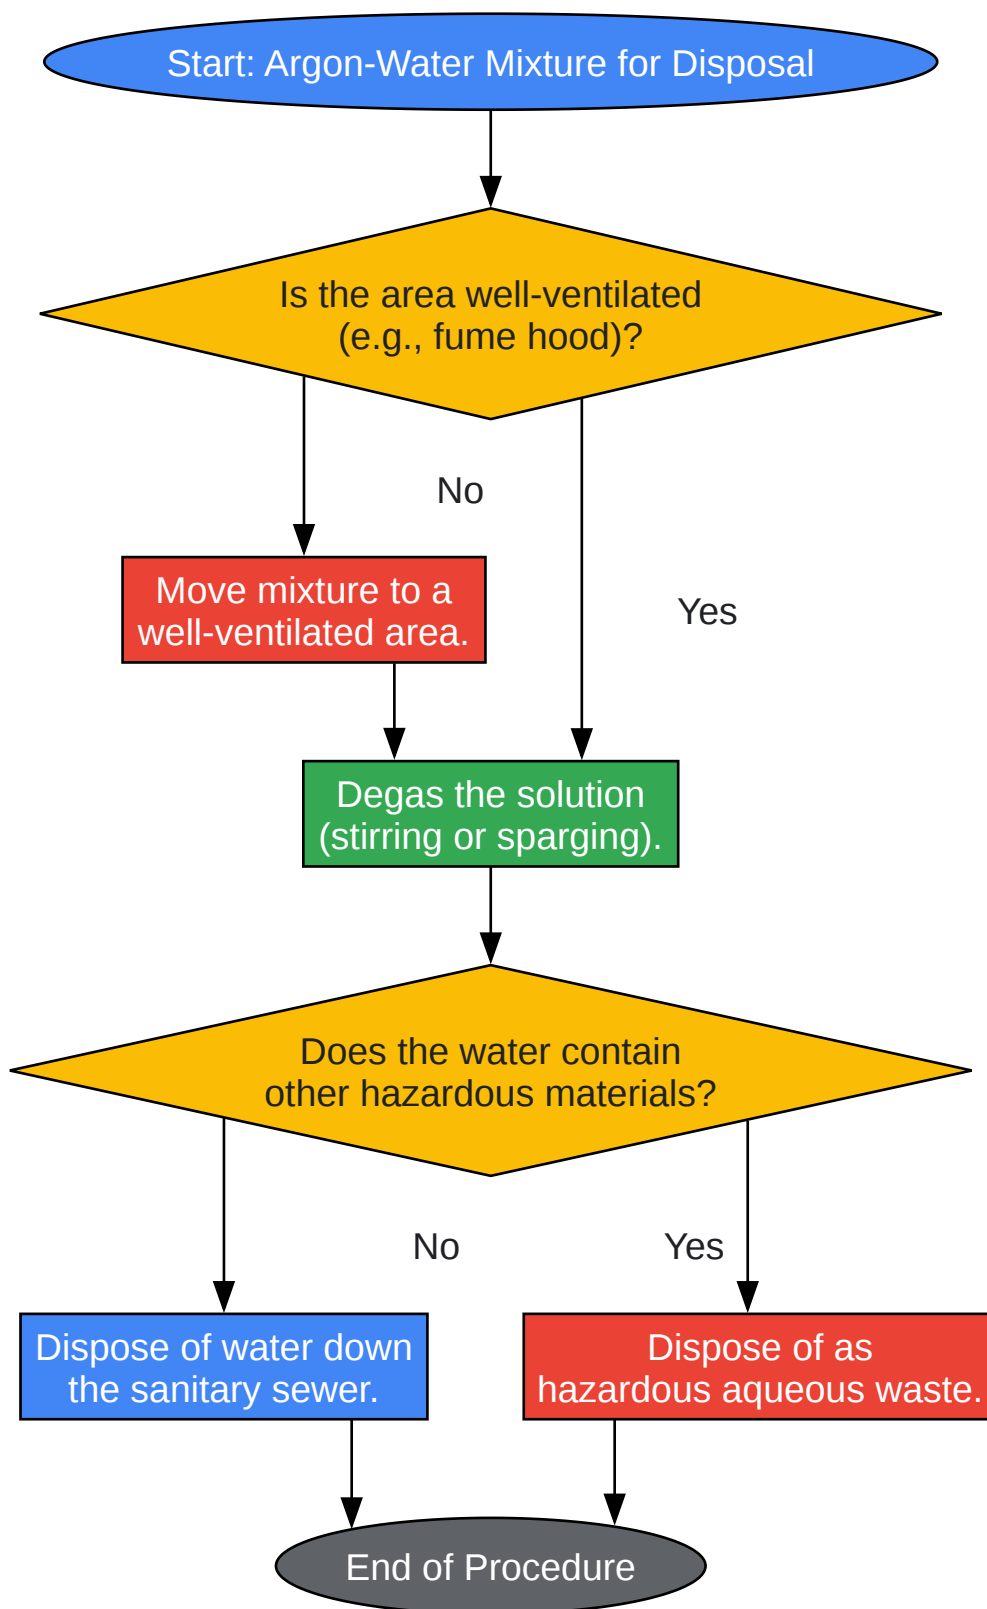 Start: Argon-Water Mixture for Disposal
Is the area well-ventilated
(e.g., fume hood)?
No
Move mixture to a
well-ventilated area.
Yes
Degas the solution
(stirring or sparging).
Does the water contain
other hazardous materials?
No
Yes
Dispose of water down
the sanitary sewer.
Dispose of as
hazardous aqueous waste.
End of Procedure